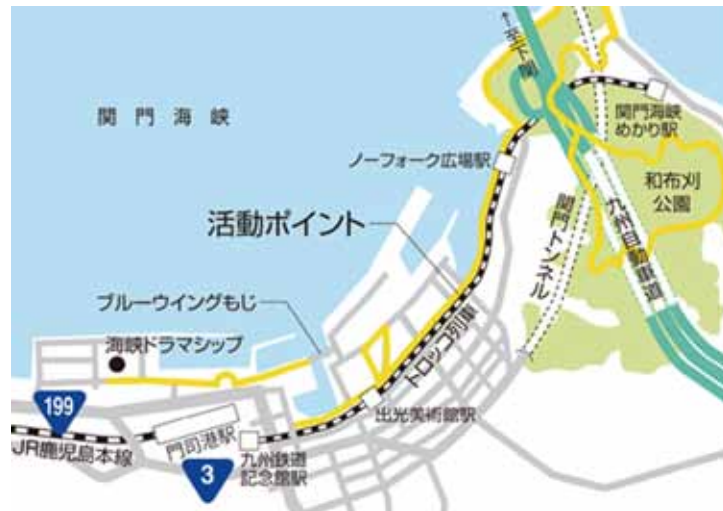 ←至下関
関門海峡
関門海峡
めかり駅
ノーフォーク広場駅
和布刈
公園
活動ポイント
関門トンネル
九州自動車道
ブルーウイングもじ
海峡ドラマシップ
トロッコ列車
199
出光美術館駅
門司港駅
JR鹿児島本線
3
九州鉄道
記念館駅